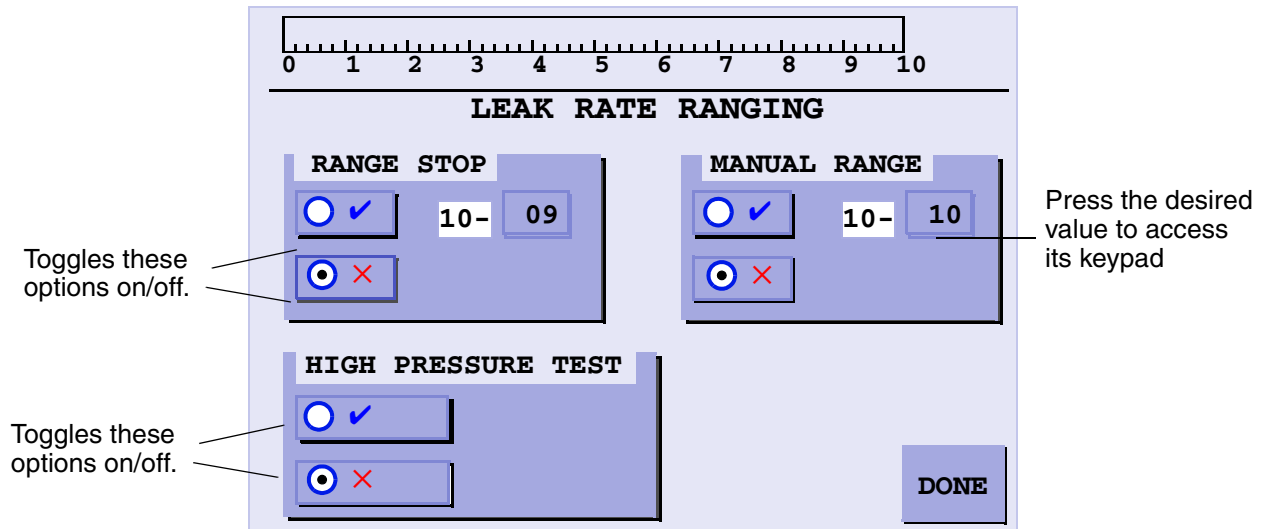 0 1 2 3 4 5 6 7 8 9 10
LEAK RATE RANGING
RANGE STOP
✔ 10- 09
✕
MANUAL RANGE
✔ 10- 10
✕
Toggles these
options on/off.
Press the desired
value to access
its keypad
HIGH PRESSURE TEST
✔
✕
Toggles these
options on/off.
DONE